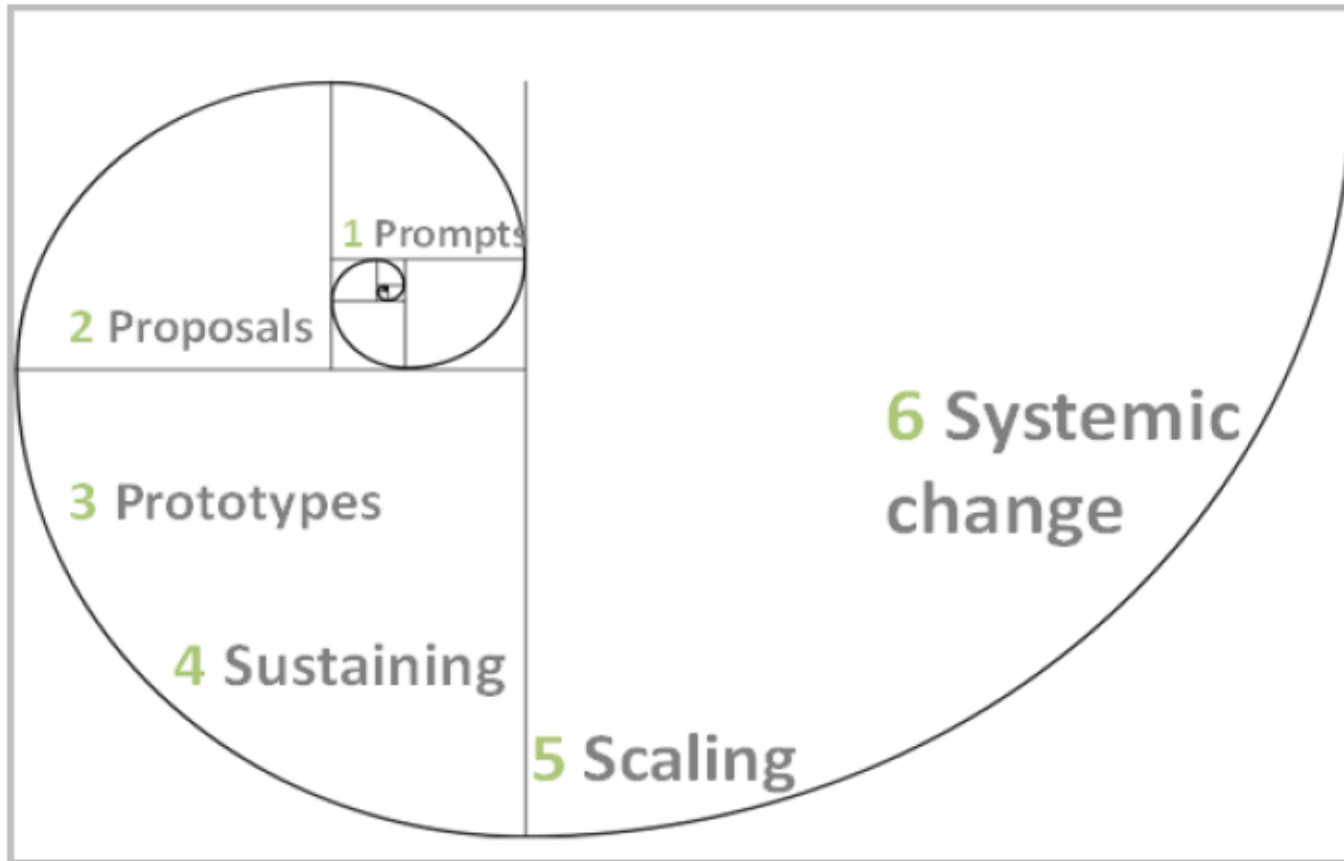 1 Prompts
2 Proposals
3 Prototypes
4 Sustaining
5 Scaling
6 Systemic
change